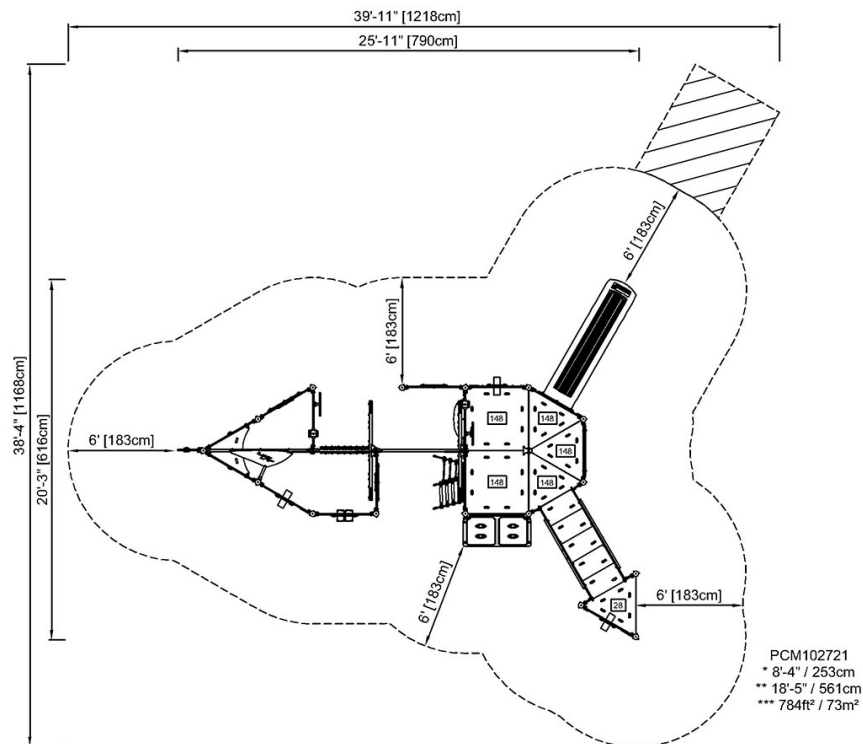 39'-11" [1218cm]
25'-11" [790cm]
38'-4" [1168cm]
20'-3" [616cm]
6' [183cm]
6' [183cm]
6' [183cm]
148
148
148
148
148
6' [183cm]
28
6' [183cm]
PCM102721
* 8'-4" / 253cm
** 18'-5" / 561cm
*** 784ft² / 73m²